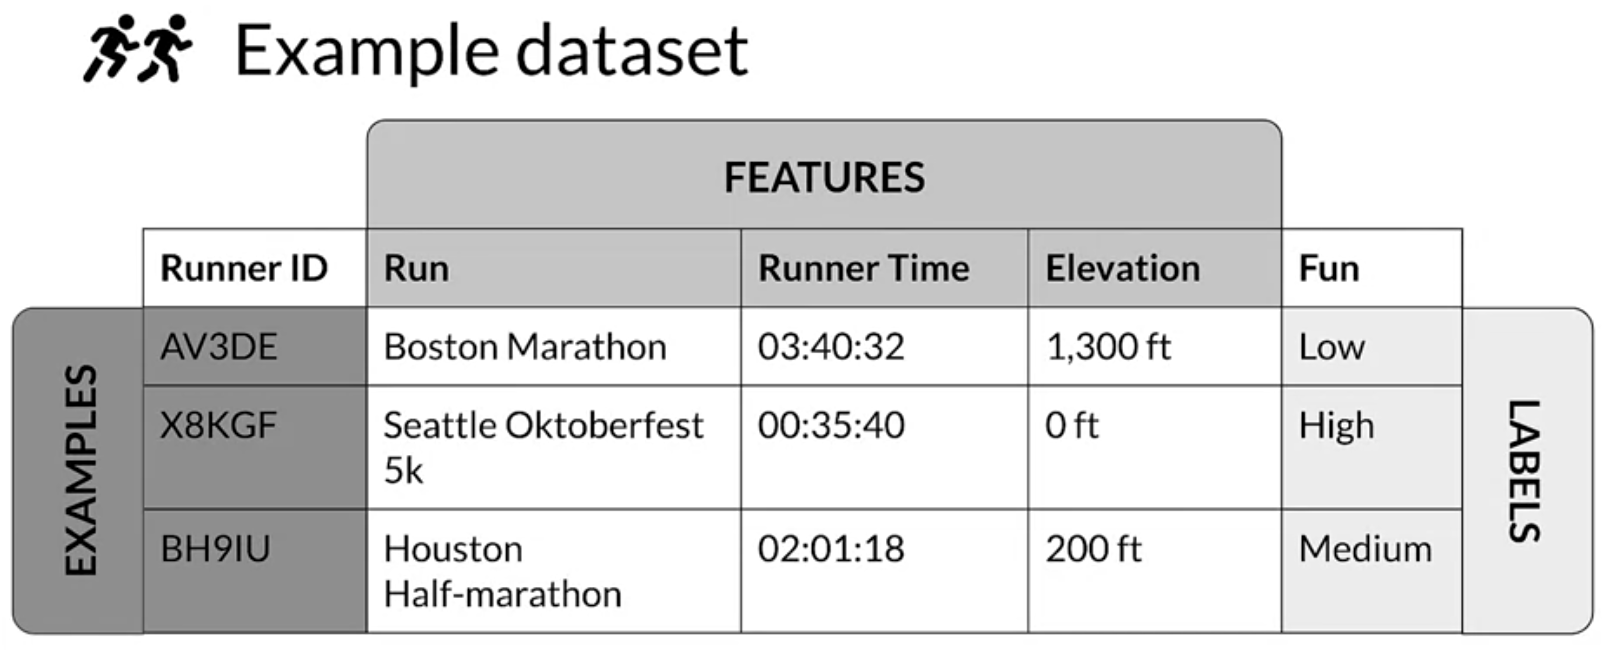 Example dataset
FEATURES
Runner ID Run Runner Time Elevation Fun
EXAMPLES
AV3DE Boston Marathon 03:40:32 1,300 ft Low
X8KGF Seattle Oktoberfest 00:35:40 0 ft High
5k
BH9IU Houston 02:01:18 200 ft Medium
Half-marathon
LABELS